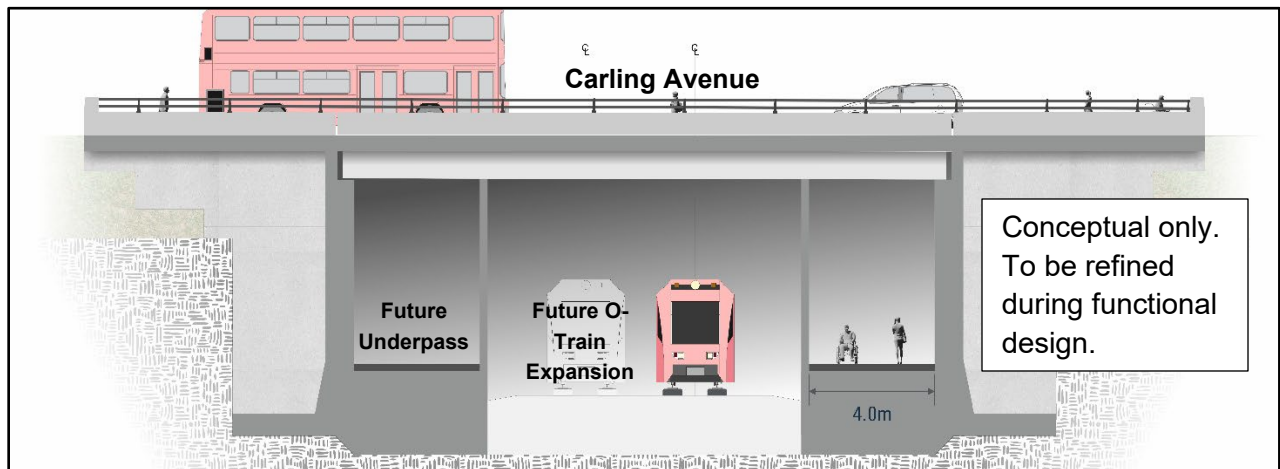 ℄ ℄
Carling Avenue
Conceptual only.
To be refined
during functional
design.
Future
Underpass
Future O-
Train
Expansion
4.0m